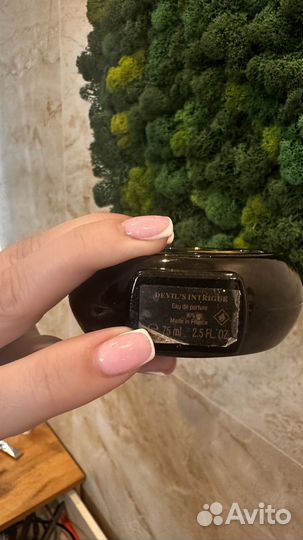 DEVIL'S INTRIGUE
Eau de parfum
Made in France
75 ml 2.5 FL. OZ
Avito